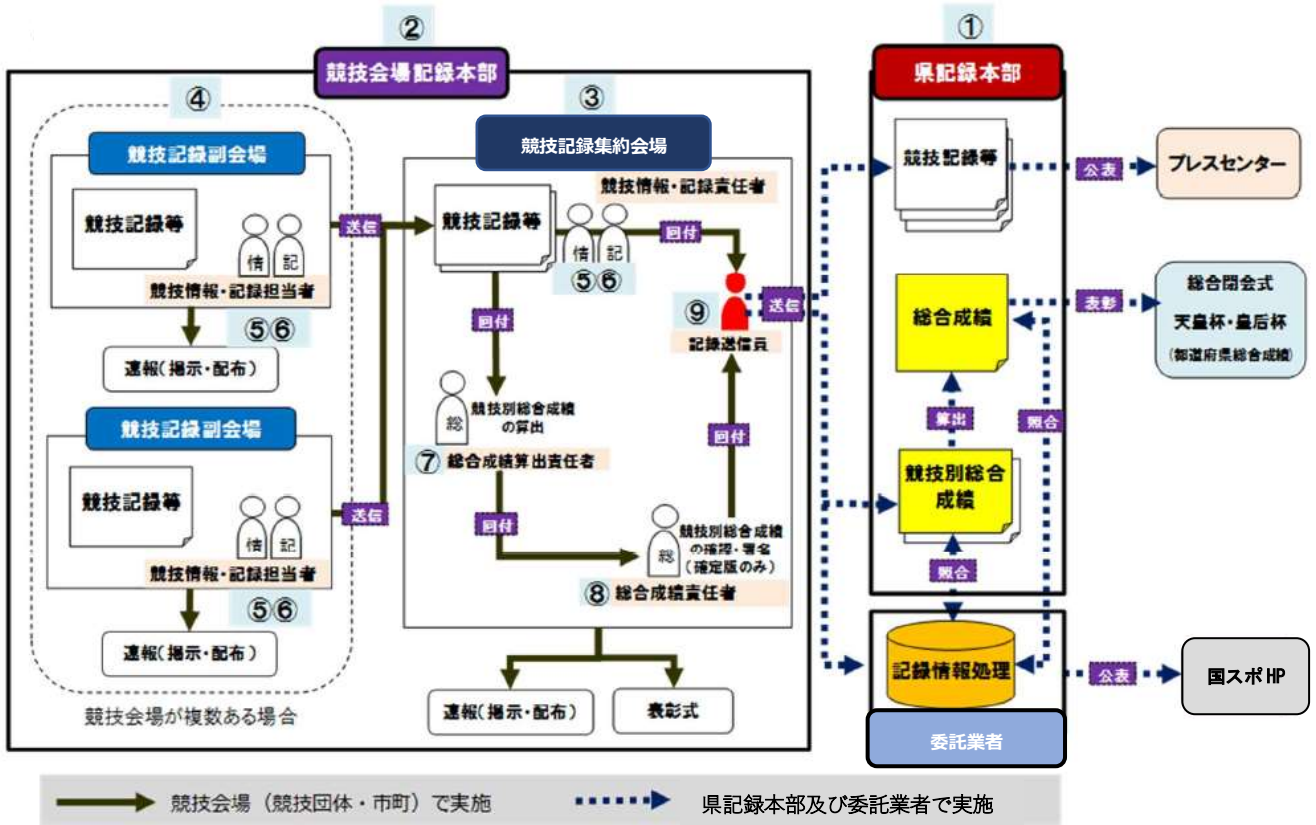 ②
競技会場記録本部
④
競技記録副会場
競技記録等
情 記
競技情報・記録担当者
⑤⑥
速報(掲示・配布)
送信
競技記録副会場
競技記録等
情 記
競技情報・記録担当者
⑤⑥
速報(掲示・配布)
送信
競技会場が複数ある場合
③
競技記録集約会場
競技情報・記録責任者
競技記録等
情 記
⑤⑥
回付
⑨
記録送信員
送信
回付
総
競技別総合成績
の算出
⑦ 総合成績算出責任者
回付
回付
総
競技別総合成績
の確認・署名
(確定版のみ)
⑧ 総合成績責任者
速報(掲示・配布)
表彰式
①
県記録本部
競技記録等
公表
プレスセンター
総合成績
表彰
総合閉会式
天皇杯・皇后杯
(都道府県総合成績)
算出
照合
競技別総合
成績
照合
記録情報処理
公表
国スポHP
委託業者
競技会場(競技団体・市町)で実施
県記録本部及び委託業者で実施